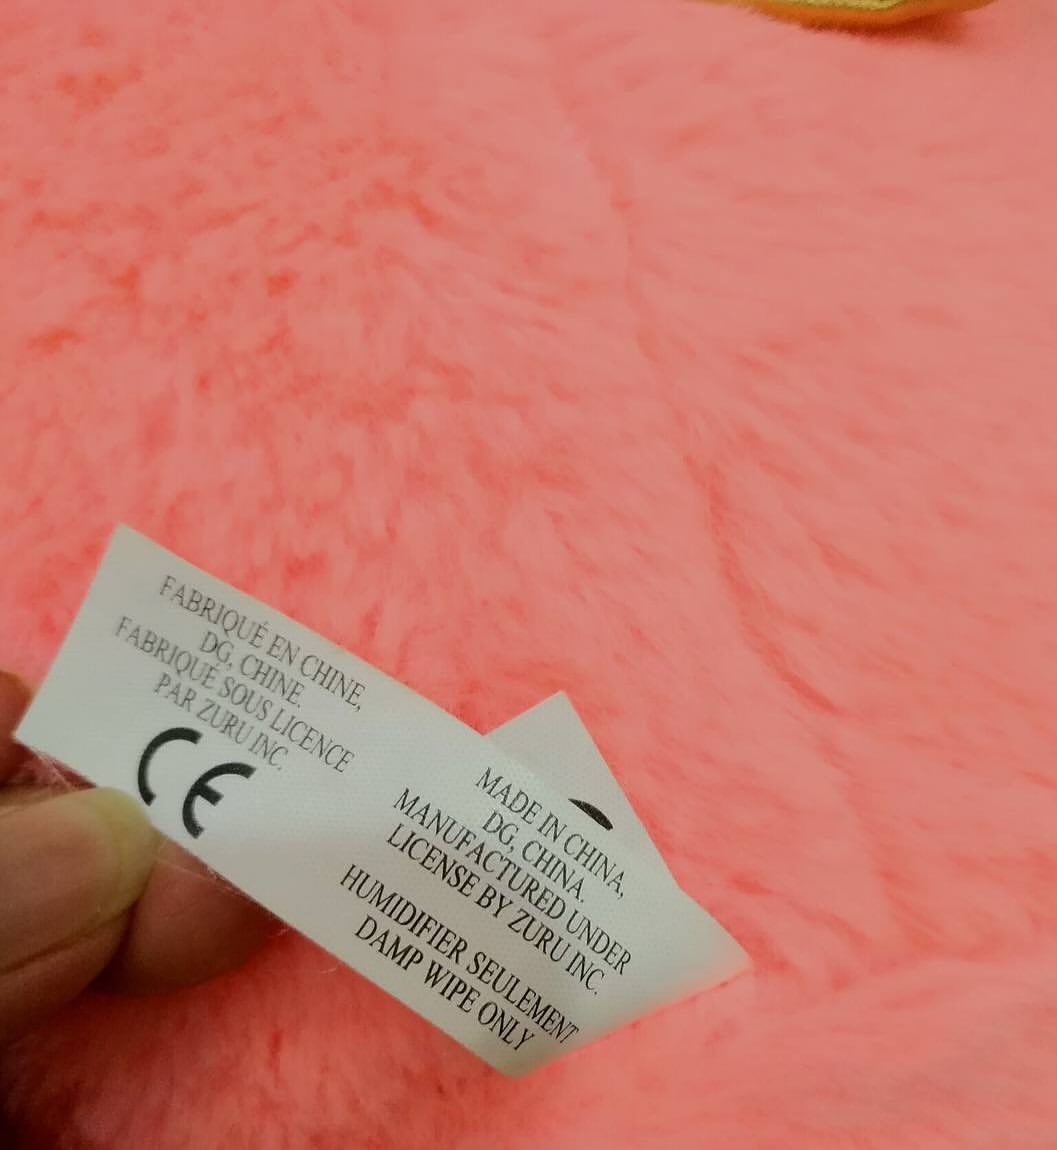 FABRIQUÉ EN CHINE,
DG, CHINE.
FABRIQUÉ SOUS LICENCE
PAR ZURU INC.
CE
MADE IN CHINA,
DG, CHINA.
MANUFACTURED UNDER
LICENSE BY ZURU INC.
HUMIDIFIER SEULEMENT
DAMP WIPE ONLY